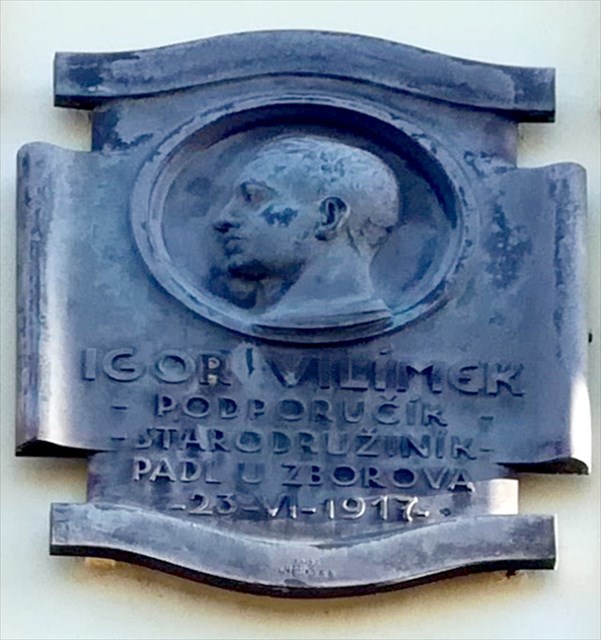 IGOR VILÍMEK
- PODPORUČÍK -
- STARODRUŽINÍK -
PADL U ZBOROVA
- 23-VI-1917. -